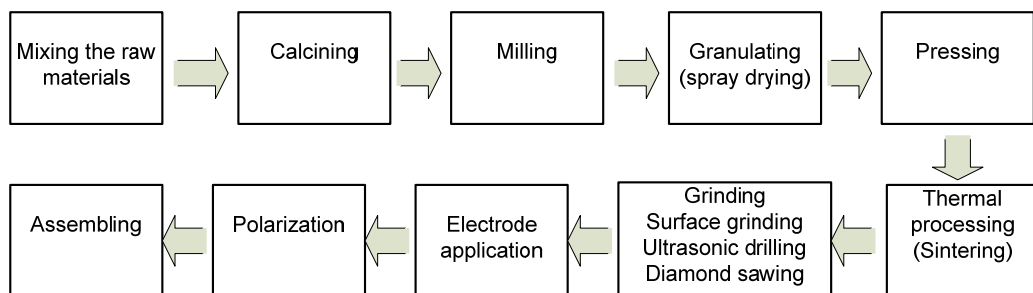 Mixing the raw
materials
Calcining
Milling
Granulating
(spray drying)
Pressing
Thermal
processing
(Sintering)
Grinding
Surface grinding
Ultrasonic drilling
Diamond sawing
Electrode
application
Polarization
Assembling